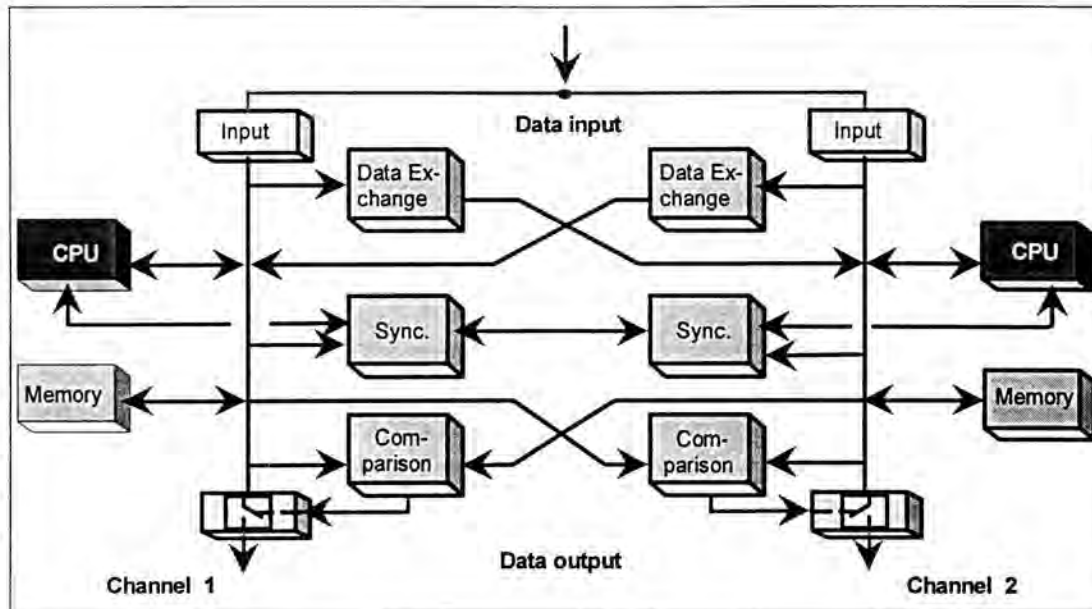 Data input
Input
Input
Data Ex-
change
Data Ex-
change
CPU
CPU
Sync.
Sync.
Memory
Memory
Com-
parison
Com-
parison
Data output
Channel 1
Channel 2